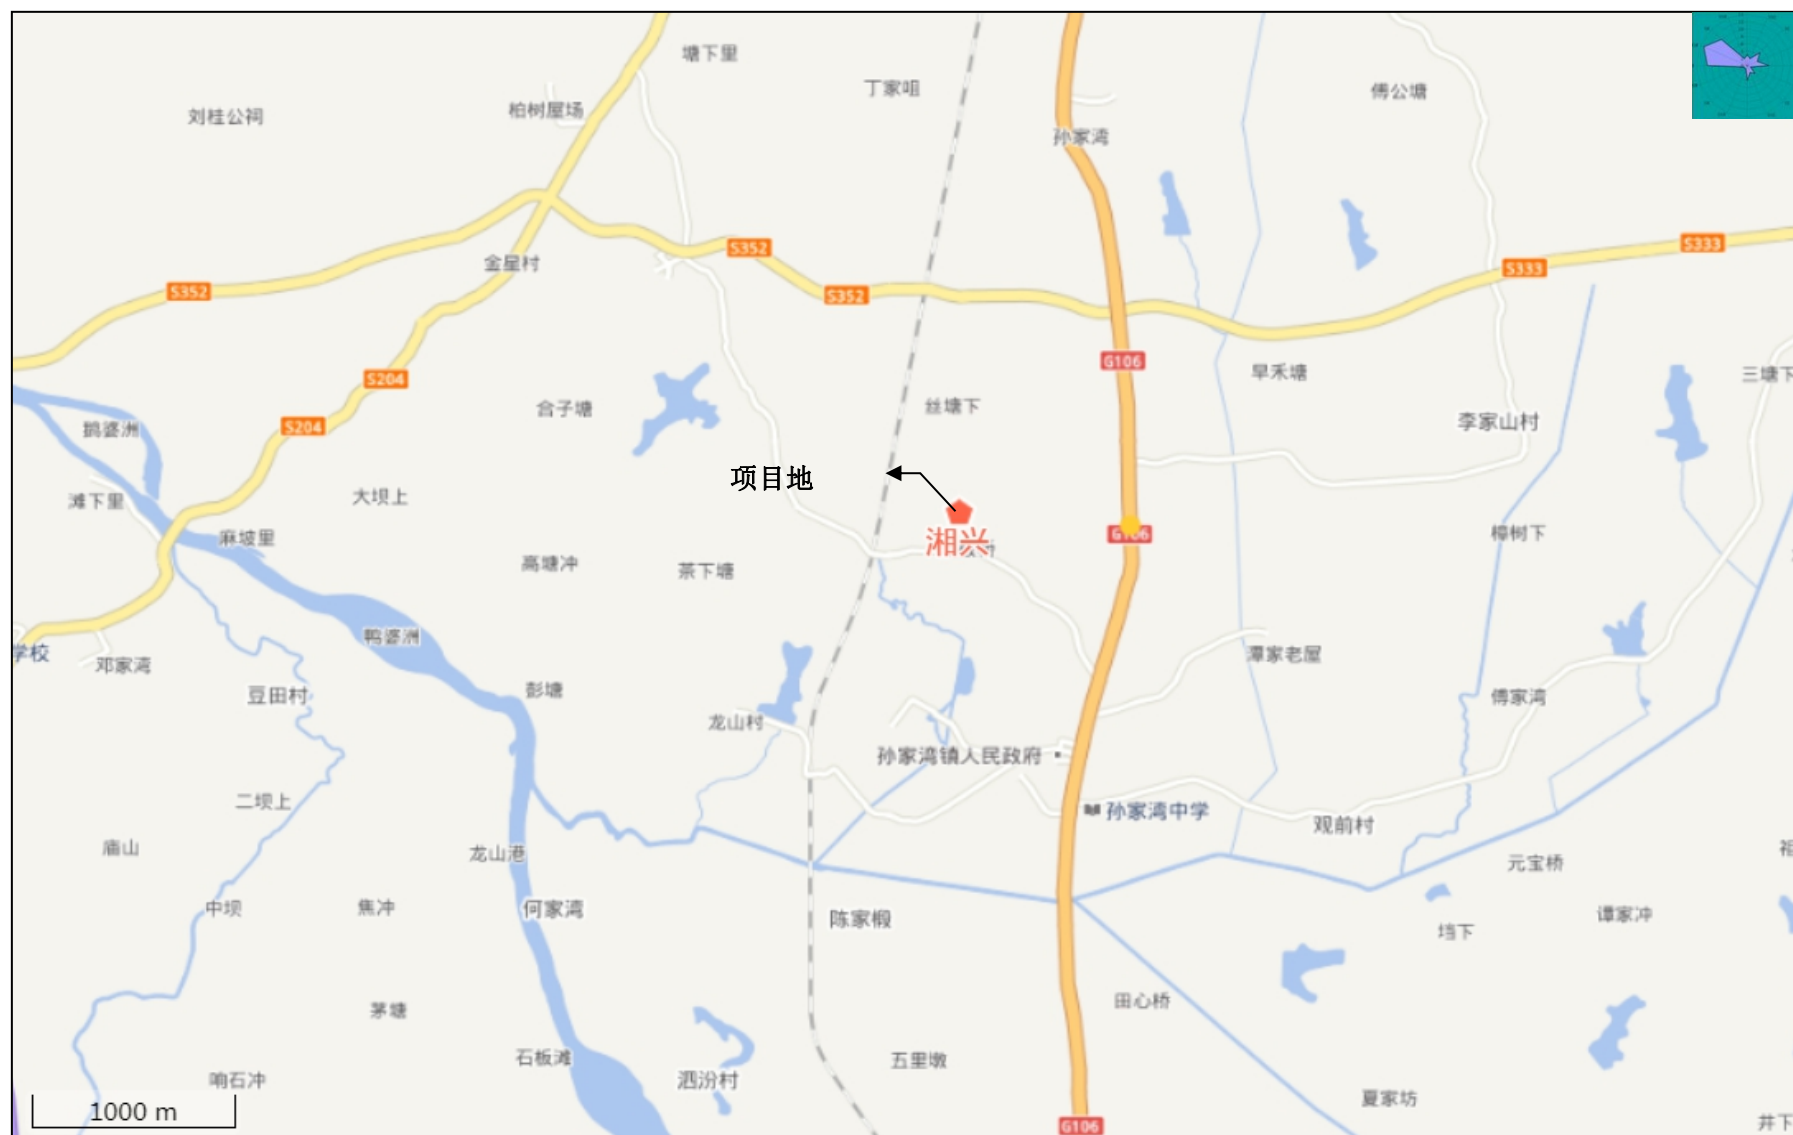 塘下里
丁家咀
傅公塘
柏树屋场
刘桂公祠
孙家湾
S333
S352
金星村
S333
S352
S352
G106
早禾塘
三塘下
S204
丝塘下
合子塘
李家山村
S204
鹅婆洲
项目地
大坝上
滩下里
樟树下
G106
麻坡里
湘兴
高塘冲
茶下塘
鸭婆洲
学校
潭家老屋
邓家湾
彭塘
豆田村
傅家湾
龙山村
孙家湾镇人民政府
二坝上
孙家湾中学
观前村
庙山
龙山港
元宝桥
中坝
焦冲
何家湾
谭家冲
陈家椴
垱下
田心桥
茅塘
石板滩
五里墩
响石冲
泗汾村
夏家坊
1000 m
井下
G106